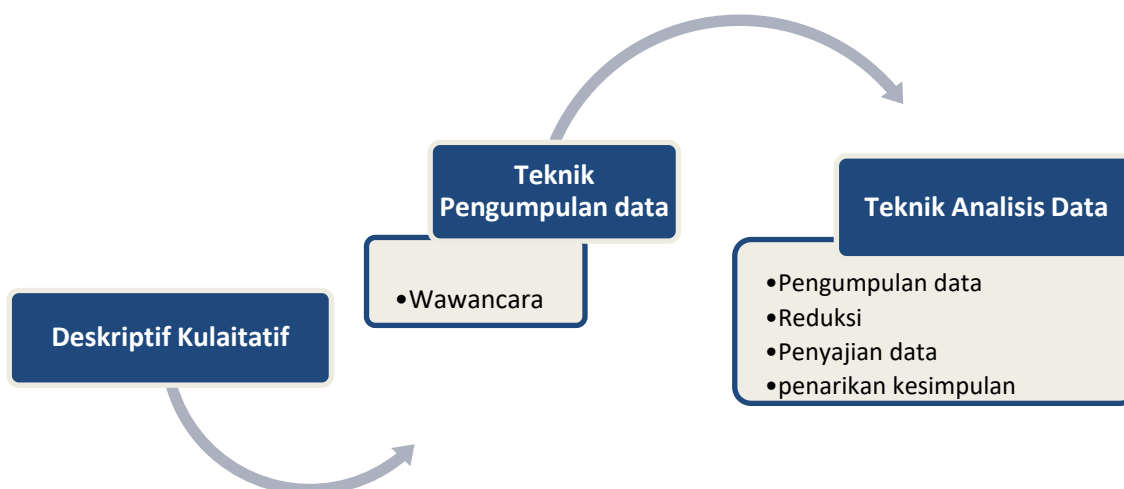 Deskriptif Kulaitatif
Teknik
Pengumpulan data
•Wawancara
Teknik Analisis Data
•Pengumpulan data
•Reduksi
•Penyajian data
•penarikan kesimpulan